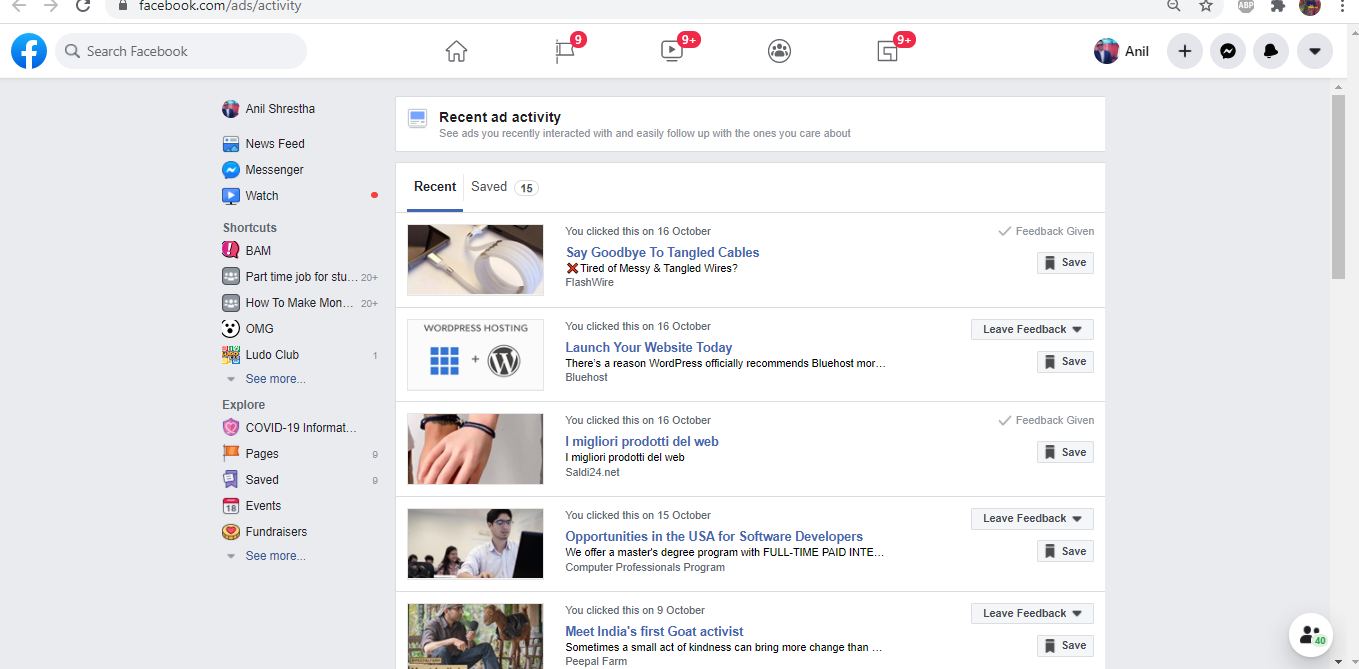 facebook.com/ads/activity
ABP
Search Facebook
9
9+
9+
Anil
Anil Shrestha
News Feed
Messenger
Watch
Shortcuts
BAM
Part time job for stu... 20+
How To Make Mon... 20+
OMG
Ludo Club 1
See more...
Explore
COVID-19 Informat...
Pages 9
Saved 9
18
Events
Fundraisers
See more...
Recent ad activity
See ads you recently interacted with and easily follow up with the ones you care about
Recent Saved 15
You clicked this on 16 October
Feedback Given
Say Goodbye To Tangled Cables
❌Tired of Messy & Tangled Wires?
FlashWire
Save
WORDPRESS HOSTING
+
You clicked this on 16 October
Leave Feedback
Launch Your Website Today
There's a reason WordPress officially recommends Bluehost mor…
Bluehost
Save
You clicked this on 16 October
Feedback Given
I migliori prodotti del web
I migliori prodotti del web
Saldi24.net
Save
You clicked this on 15 October
Leave Feedback
Opportunities in the USA for Software Developers
We offer a master's degree program with FULL-TIME PAID INTE…
Computer Professionals Program
Save
You clicked this on 9 October
Leave Feedback
Meet India's first Goat activist
Sometimes a small act of kindness can bring more change than …
Peepal Farm
Save
40